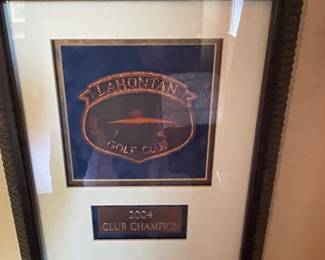 LAHONTAN
GOLF CLUB
2004
CLUB CHAMPION